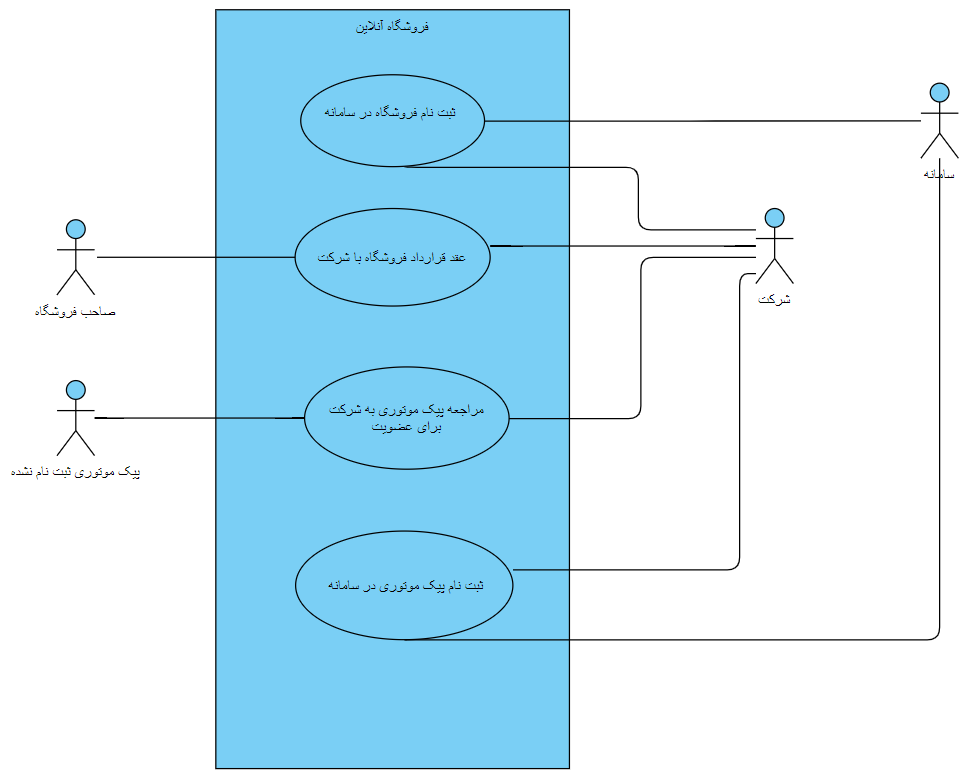 فروشگاه آنلاین
ثبت نام فروشگاه در سامانه
سامانه
عقد قرارداد فروشگاه با شرکت
شرکت
صاحب فروشگاه
مراجعه پیک موتوری به شرکت
برای عضویت
پیک موتوری ثبت نام نشده
ثبت نام پیک موتوری در سامانه